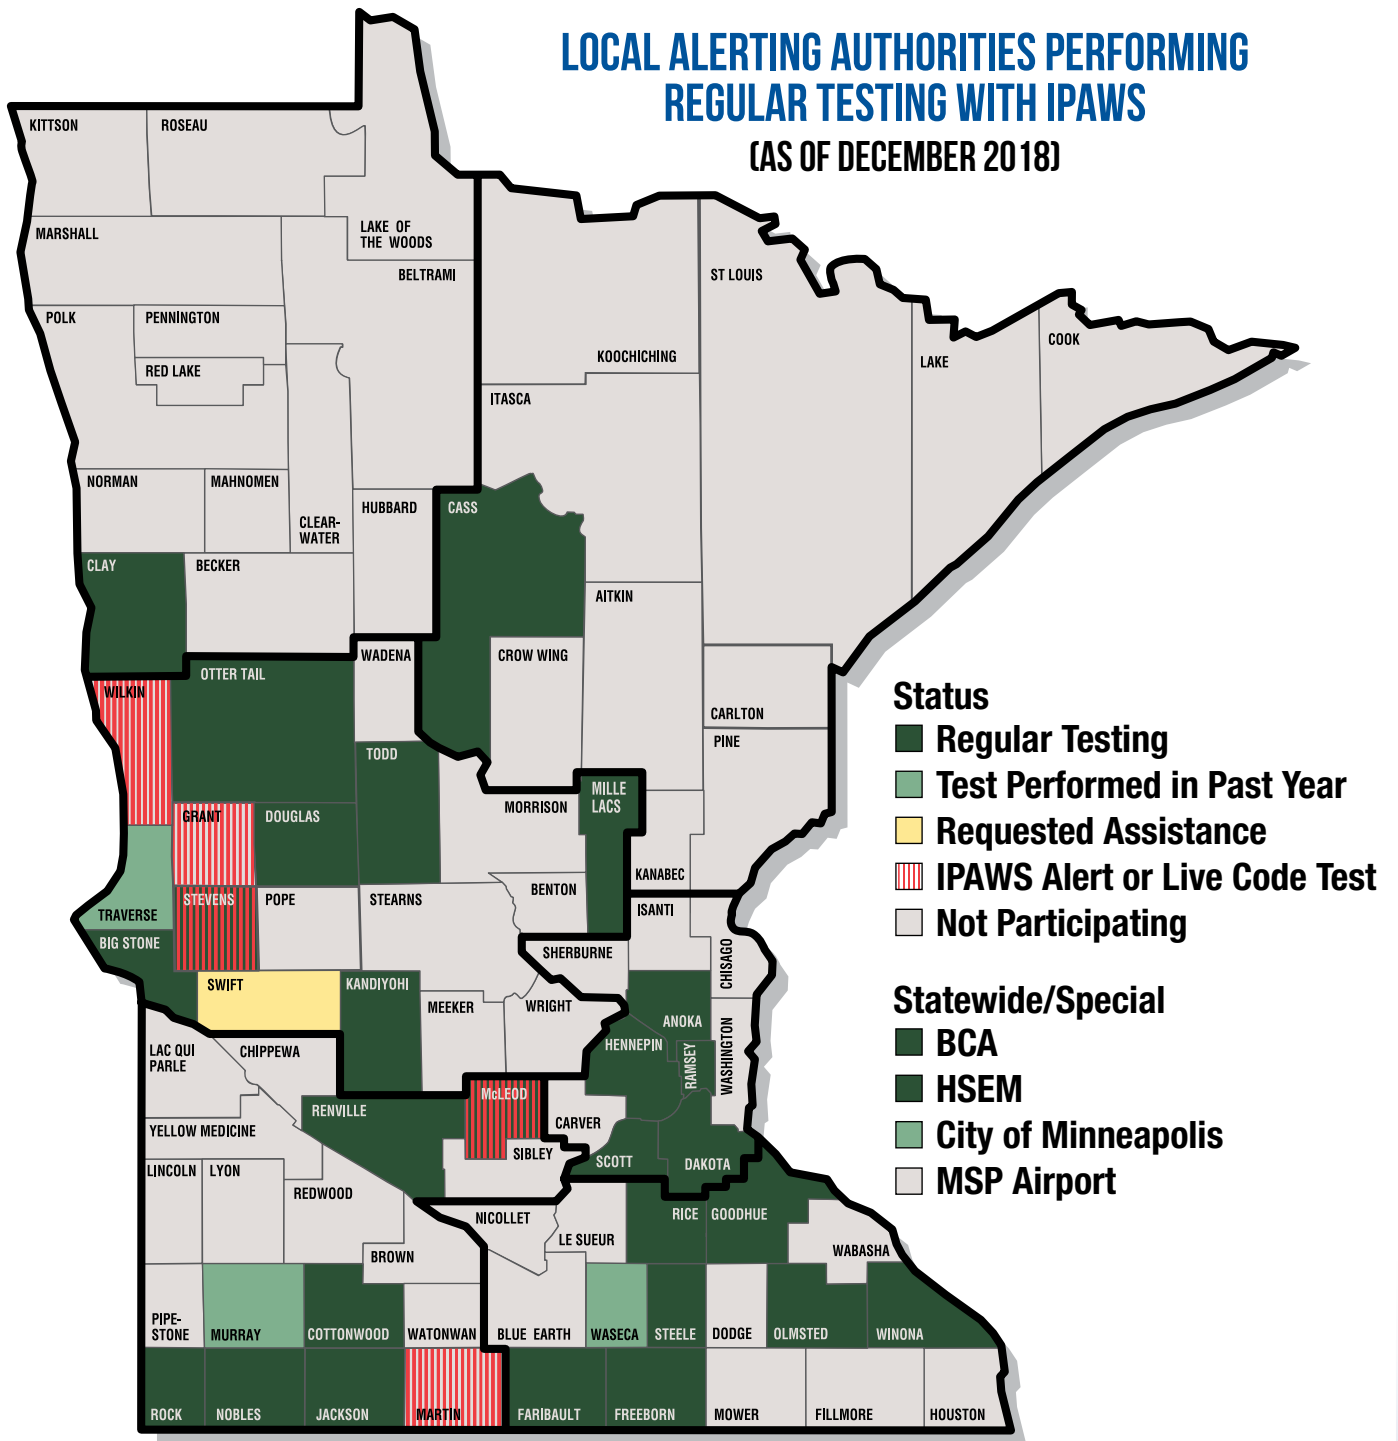 LOCAL ALERTING AUTHORITIES PERFORMING
REGULAR TESTING WITH IPAWS
(AS OF DECEMBER 2018)
KITTSON
ROSEAU
MARSHALL
LAKE OF
THE WOODS
BELTRAMI
ST LOUIS
POLK
PENNINGTON
COOK
KOOCHICHING
LAKE
RED LAKE
ITASCA
NORMAN
MAHNOMEN
HUBBARD
CASS
CLEAR-
WATER
CLAY
BECKER
AITKIN
WADENA
CROW WING
OTTER TAIL
WILKIN
CARLTON
PINE
TODD
MILLE
LACS
MORRISON
GRANT
DOUGLAS
KANABEC
BENTON
STEVENS
POPE
STEARNS
TRAVERSE
ISANTI
BIG STONE
SHERBURNE
CHISAGO
SWIFT
KANDIYOHI
MEEKER
WRIGHT
ANOKA
HENNEPIN
RAMSEY
WASHINGTON
LAC QUI
PARLE
CHIPPEWA
McLEOD
RENVILLE
CARVER
YELLOW MEDICINE
SIBLEY
SCOTT
DAKOTA
LINCOLN
LYON
REDWOOD
NICOLLET
RICE
GOODHUE
LE SUEUR
WABASHA
BROWN
PIPE-
STONE
MURRAY
COTTONWOOD
WATONWAN
BLUE EARTH
WASECA
STEELE
DODGE
OLMSTED
WINONA
ROCK
NOBLES
JACKSON
MARTIN
FARIBAULT
FREEBORN
MOWER
FILLMORE
HOUSTON
Status
Regular Testing
Test Performed in Past Year
Requested Assistance
IPAWS Alert or Live Code Test
Not Participating
Statewide/Special
BCA
HSEM
City of Minneapolis
MSP Airport